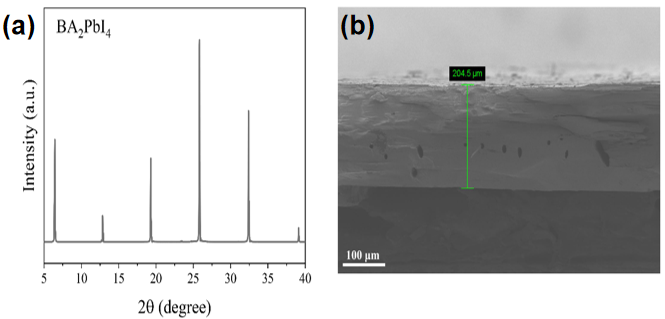 (a)
BA₂PbI₄
Intensity (a.u.)
5 10 15 20 25 30 35 40
2θ (degree)
(b)
204.5 μm
100 μm